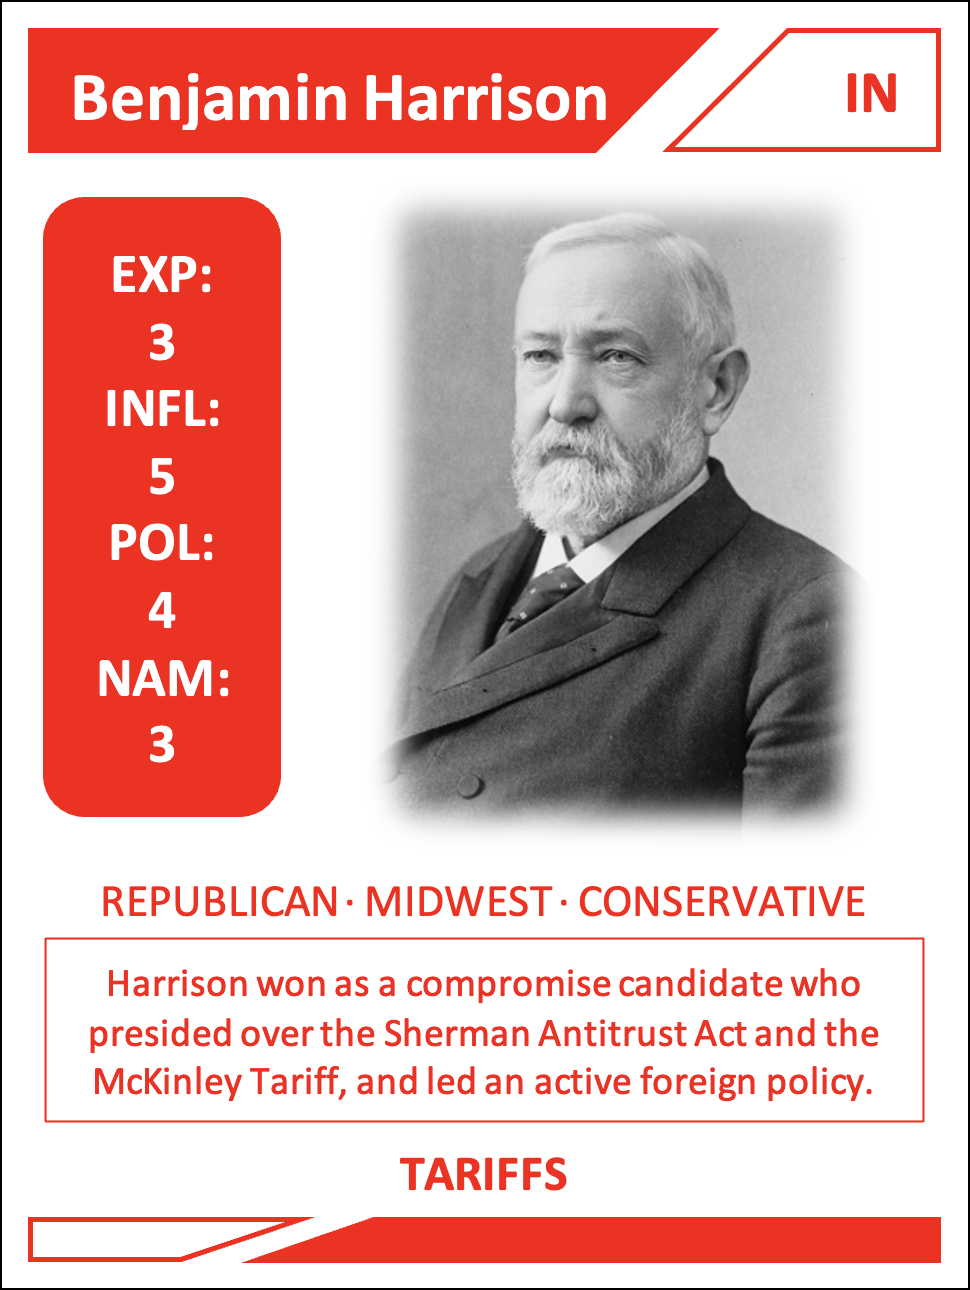 Benjamin Harrison
IN
EXP:
3
INFL:
5
POL:
4
NAM:
3
REPUBLICAN · MIDWEST · CONSERVATIVE
Harrison won as a compromise candidate who
presided over the Sherman Antitrust Act and the
McKinley Tariff, and led an active foreign policy.
TARIFFS